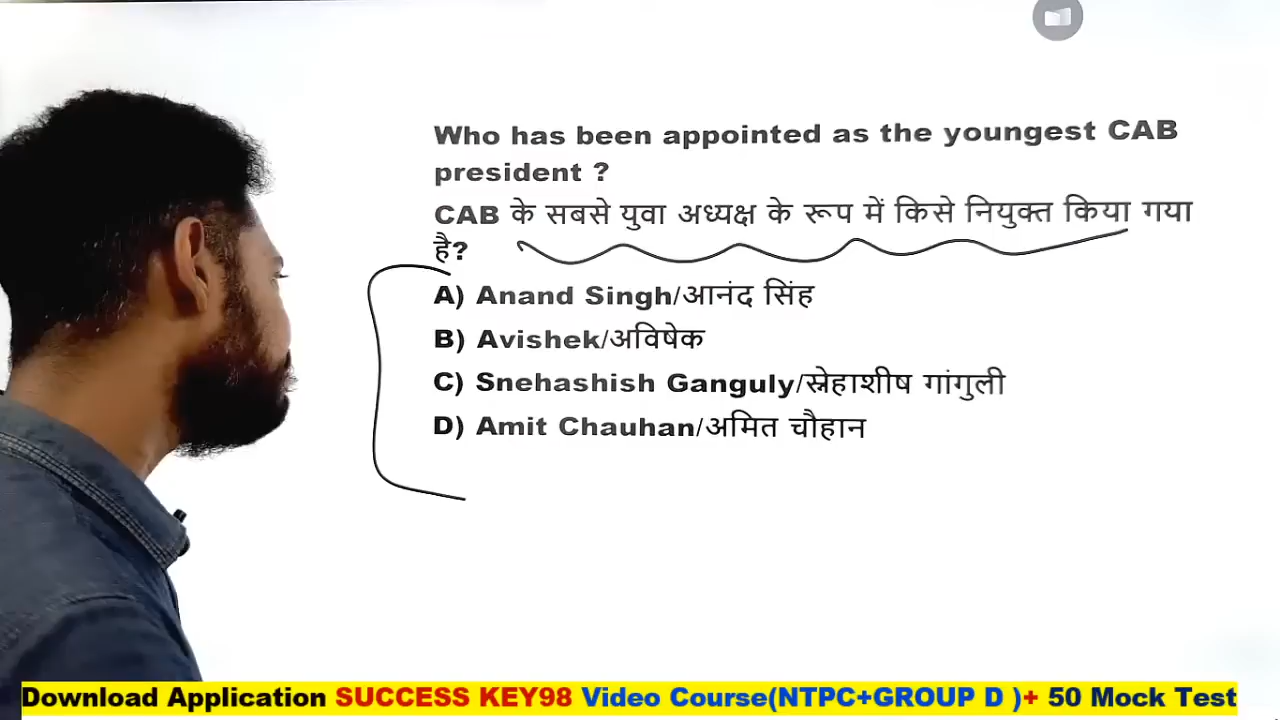 Who has been appointed as the youngest CAB
president ?
CAB के सबसे युवा अध्यक्ष के रूप में किसे नियुक्त किया गया
है?
A) Anand Singh/आनंद सिंह
B) Avishek/अविषेक
C) Snehashish Ganguly/स्नेहाशीष गांगुली
D) Amit Chauhan/अमित चौहान
Download Application SUCCESS KEY98 Video Course(NTPC+GROUP D )+ 50 Mock Test